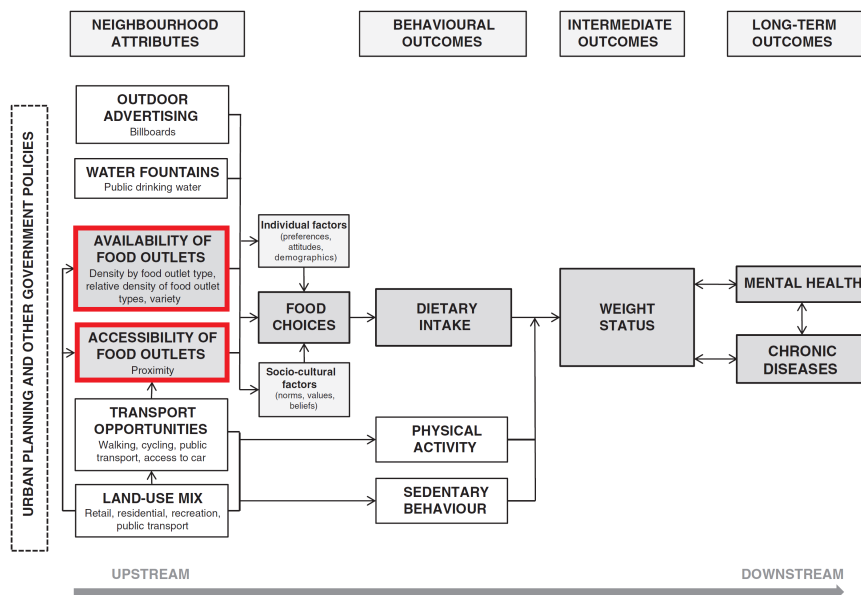 NEIGHBOURHOOD
ATTRIBUTES
BEHAVIOURAL
OUTCOMES
INTERMEDIATE
OUTCOMES
LONG-TERM
OUTCOMES
URBAN PLANNING AND OTHER GOVERNMENT POLICIES
OUTDOOR
ADVERTISING
Billboards
WATER FOUNTAINS
Public drinking water
AVAILABILITY OF
FOOD OUTLETS
Density by food outlet type,
relative density of food outlet
types, variety
ACCESSIBILITY OF
FOOD OUTLETS
Proximity
TRANSPORT
OPPORTUNITIES
Walking, cycling, public
transport, access to car
LAND-USE MIX
Retail, residential, recreation,
public transport
Individual factors
(preferences,
attitudes,
demographics)
FOOD
CHOICES
Socio-cultural
factors
(norms, values,
beliefs)
DIETARY
INTAKE
PHYSICAL
ACTIVITY
SEDENTARY
BEHAVIOUR
WEIGHT
STATUS
MENTAL HEALTH
CHRONIC
DISEASES
UPSTREAM
DOWNSTREAM